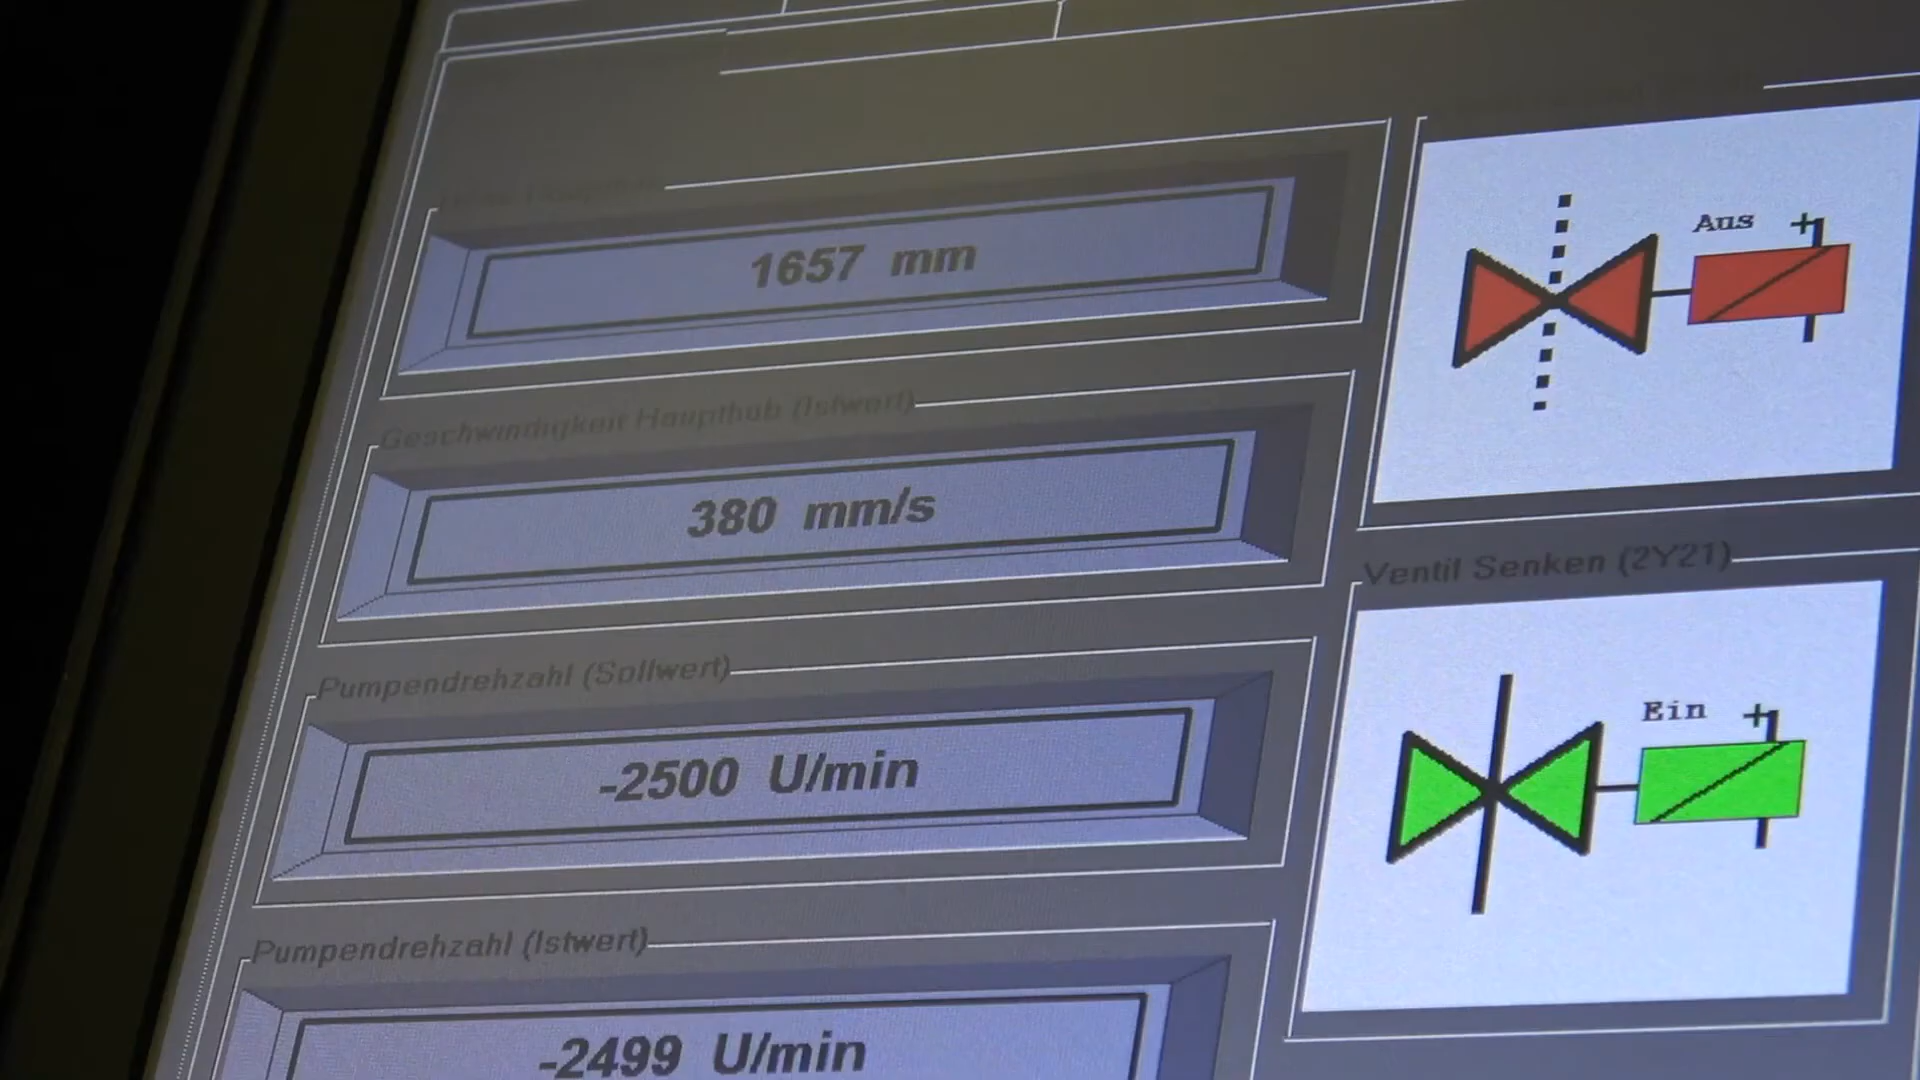 1657 mm
Aus
Geschwindigkeit Haupthub (Istwert)
380 mm/s
Ventil Senken (2Y21)
Pumpendrehzahl (Sollwert)
-2500 U/min
Ein
Pumpendrehzahl (Istwert)
-2499 U/min